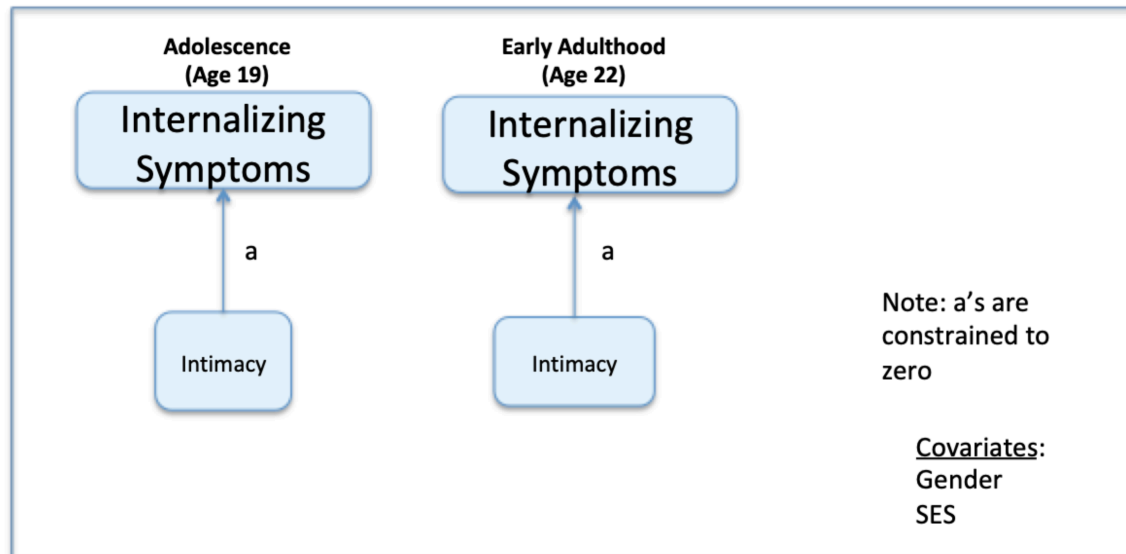 Adolescence
(Age 19)
Internalizing
Symptoms
a
Intimacy
Early Adulthood
(Age 22)
Internalizing
Symptoms
a
Intimacy
Note: a's are
constrained to
zero
Covariates:
Gender
SES